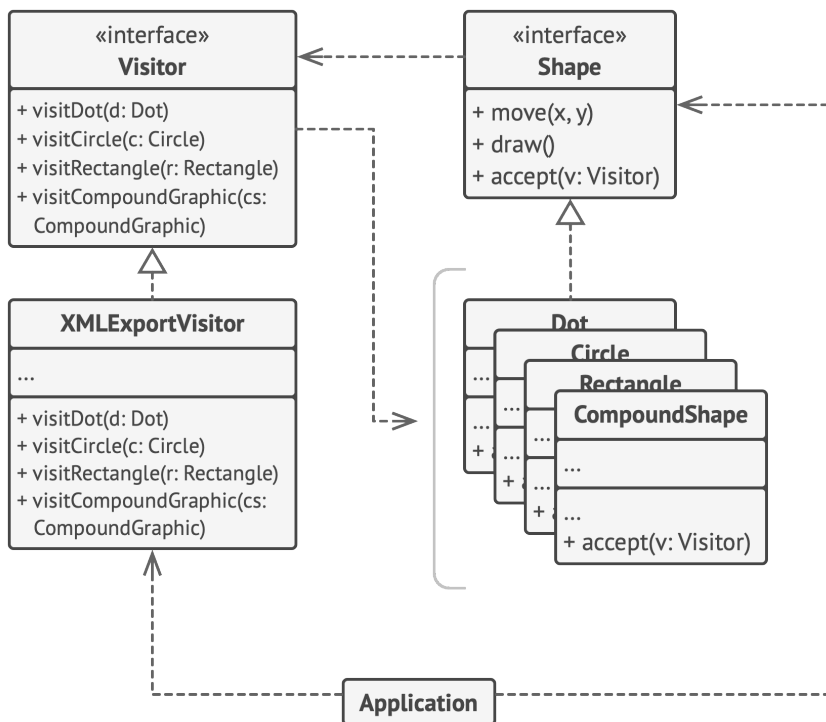 «interface»
Visitor
+ visitDot(d: Dot)
+ visitCircle(c: Circle)
+ visitRectangle(r: Rectangle)
+ visitCompoundGraphic(cs:
CompoundGraphic)
«interface»
Shape
+ move(x, y)
+ draw()
+ accept(v: Visitor)
XMLExportVisitor
...
+ visitDot(d: Dot)
+ visitCircle(c: Circle)
+ visitRectangle(r: Rectangle)
+ visitCompoundGraphic(cs:
CompoundGraphic)
Dot
...
...
+
Circle
...
...
+
Rectangle
...
...
+
CompoundShape
...
...
+ accept(v: Visitor)
Application